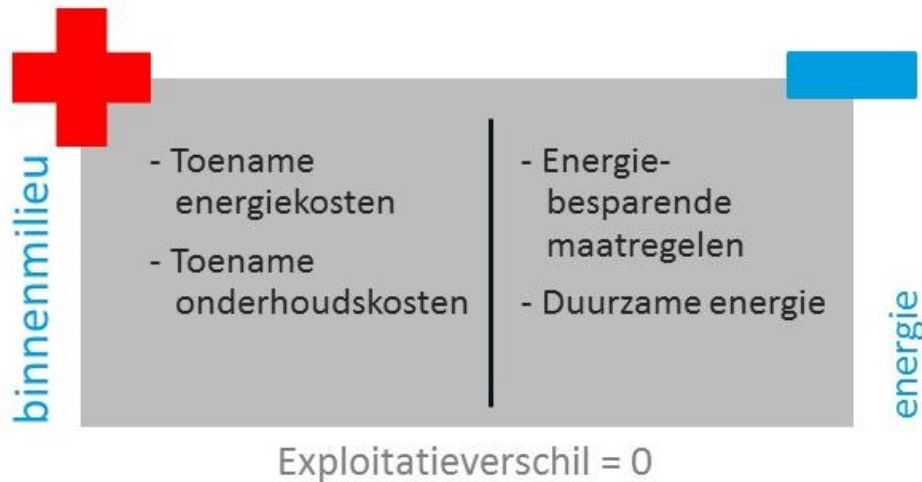 binnenmilieu
- Toename
energiekosten
- Toename
onderhoudskosten
- Energie-
besparende
maatregelen
- Duurzame energie
energie
Exploitatieverschil = 0